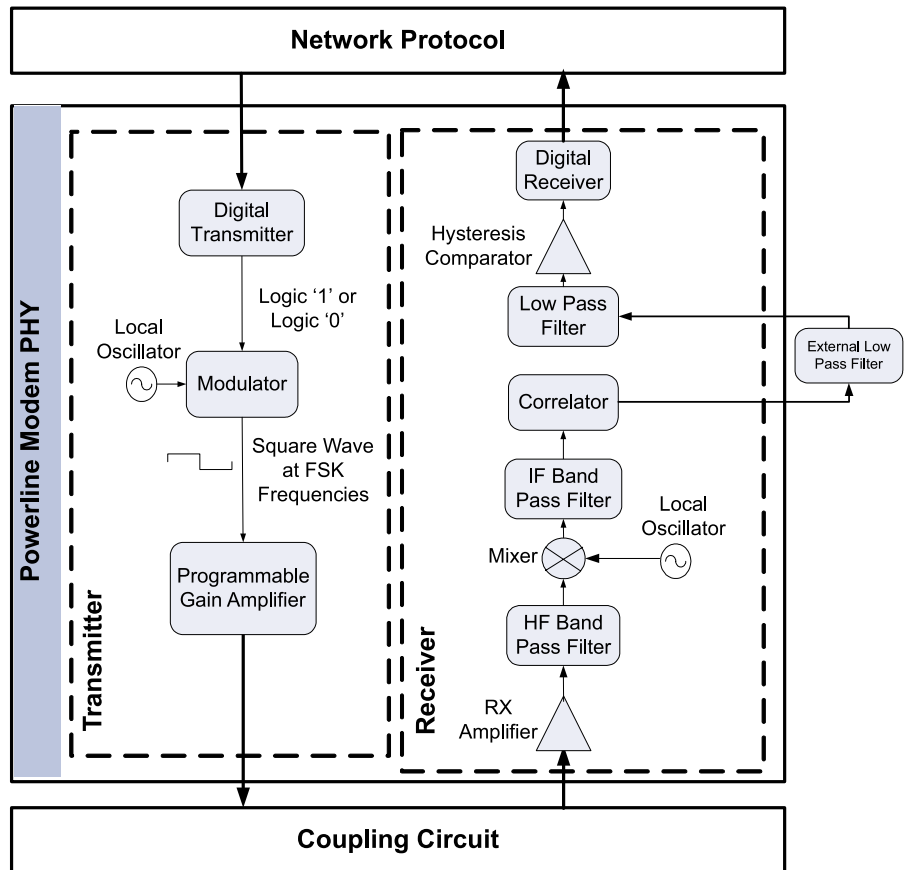 Network Protocol
Powerline Modem PHY
Transmitter
Digital
Transmitter
Logic ‘1’ or
Logic ‘0’
Local
Oscillator
Modulator
Square Wave
at FSK
Frequencies
Programmable
Gain Amplifier
Receiver
Digital
Receiver
Hysteresis
Comparator
Low Pass
Filter
External Low
Pass Filter
Correlator
IF Band
Pass Filter
Local
Oscillator
Mixer
HF Band
Pass Filter
RX
Amplifier
Coupling Circuit